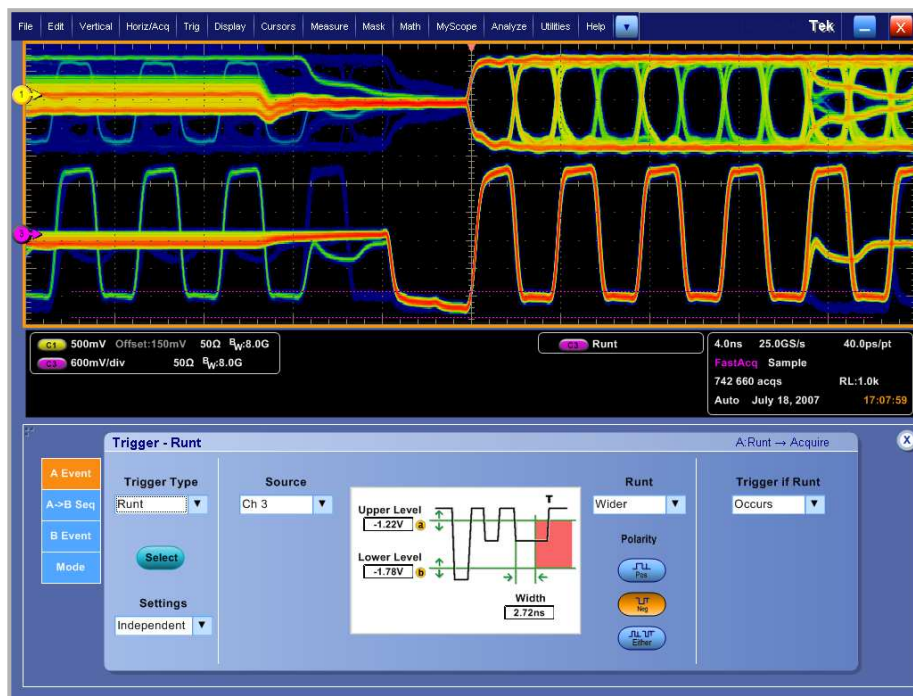 File Edit Vertical Horiz/Acq Trig Display Cursors Measure Mask Math MyScope Analyze Utilities Help Tek X
1
3
C1 500mV Offset:150mV 50Ω BW:8.0G
C3 600mV/div 50Ω BW:8.0G
C3 Runt
4.0ns 25.0GS/s 40.0ps/pt
FastAcq Sample
742 660 acqs RL:1.0k
Auto July 18, 2007 17:07:59
Trigger - Runt A:Runt → Acquire X
A Event
A->B Seq
B Event
Mode
Trigger Type
Runt
Select
Settings
Independent
Source
Ch 3
T
Upper Level
-1.22V a
Lower Level
-1.78V b
Width
2.72ns
Runt
Wider
Polarity
Pos
Neg
Either
Trigger if Runt
Occurs